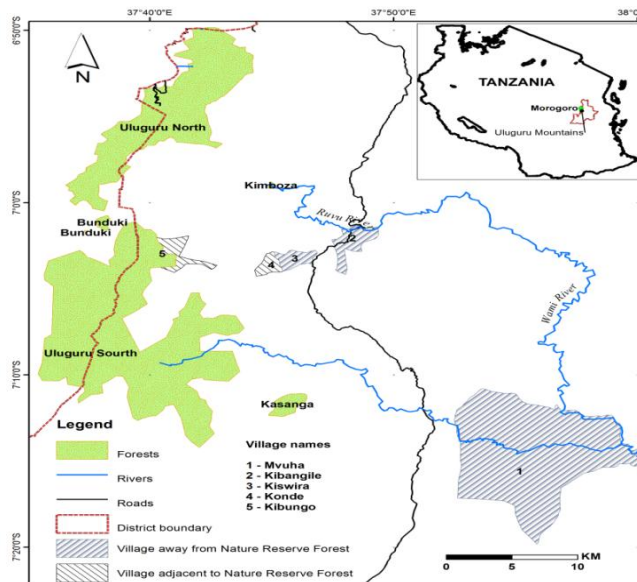 37°40'0"E
37°50'0"E
6°50'0"S
7°0'0"S
7°10'0"S
7°20'0"S
N
TANZANIA
Morogoro
Uluguru Mountains
Uluguru North
Kimboza
Ruvu River
Bunduki
Bunduki
5
4
3
2
Wami River
Uluguru Sourth
Kasanga
1
Legend
Forests
Rivers
Roads
District boundary
Village away from Nature Reserve Forest
Village adjacent to Nature Reserve Forest
Village names
1 - Mvuha
2 - Kibangile
3 - Kiswira
4 - Konde
5 - Kibungo
0 5 10 KM